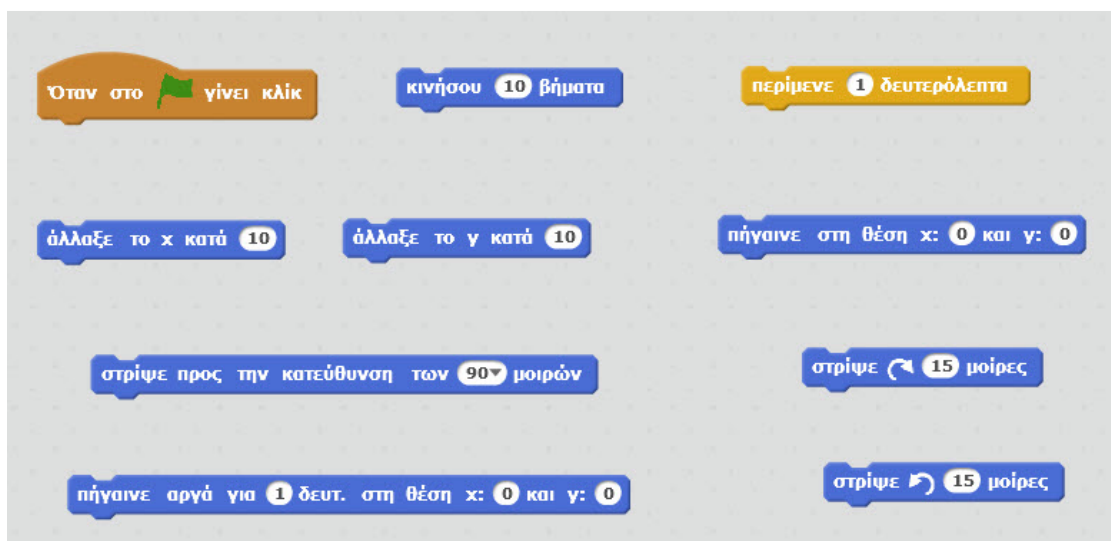 Όταν στο γίνει κλίκ
κινήσου 10 βήματα
περίμενε 1 δευτερόλεπτα
άλλαξε το x κατά 10
άλλαξε το y κατά 10
πήγαινε στη θέση x: 0 και y: 0
στρίψε προς την κατεύθυνση των 90 μοιρών
στρίψε 15 μοίρες
πήγαινε αργά για 1 δευτ. στη θέση x: 0 και y: 0
στρίψε 15 μοίρες